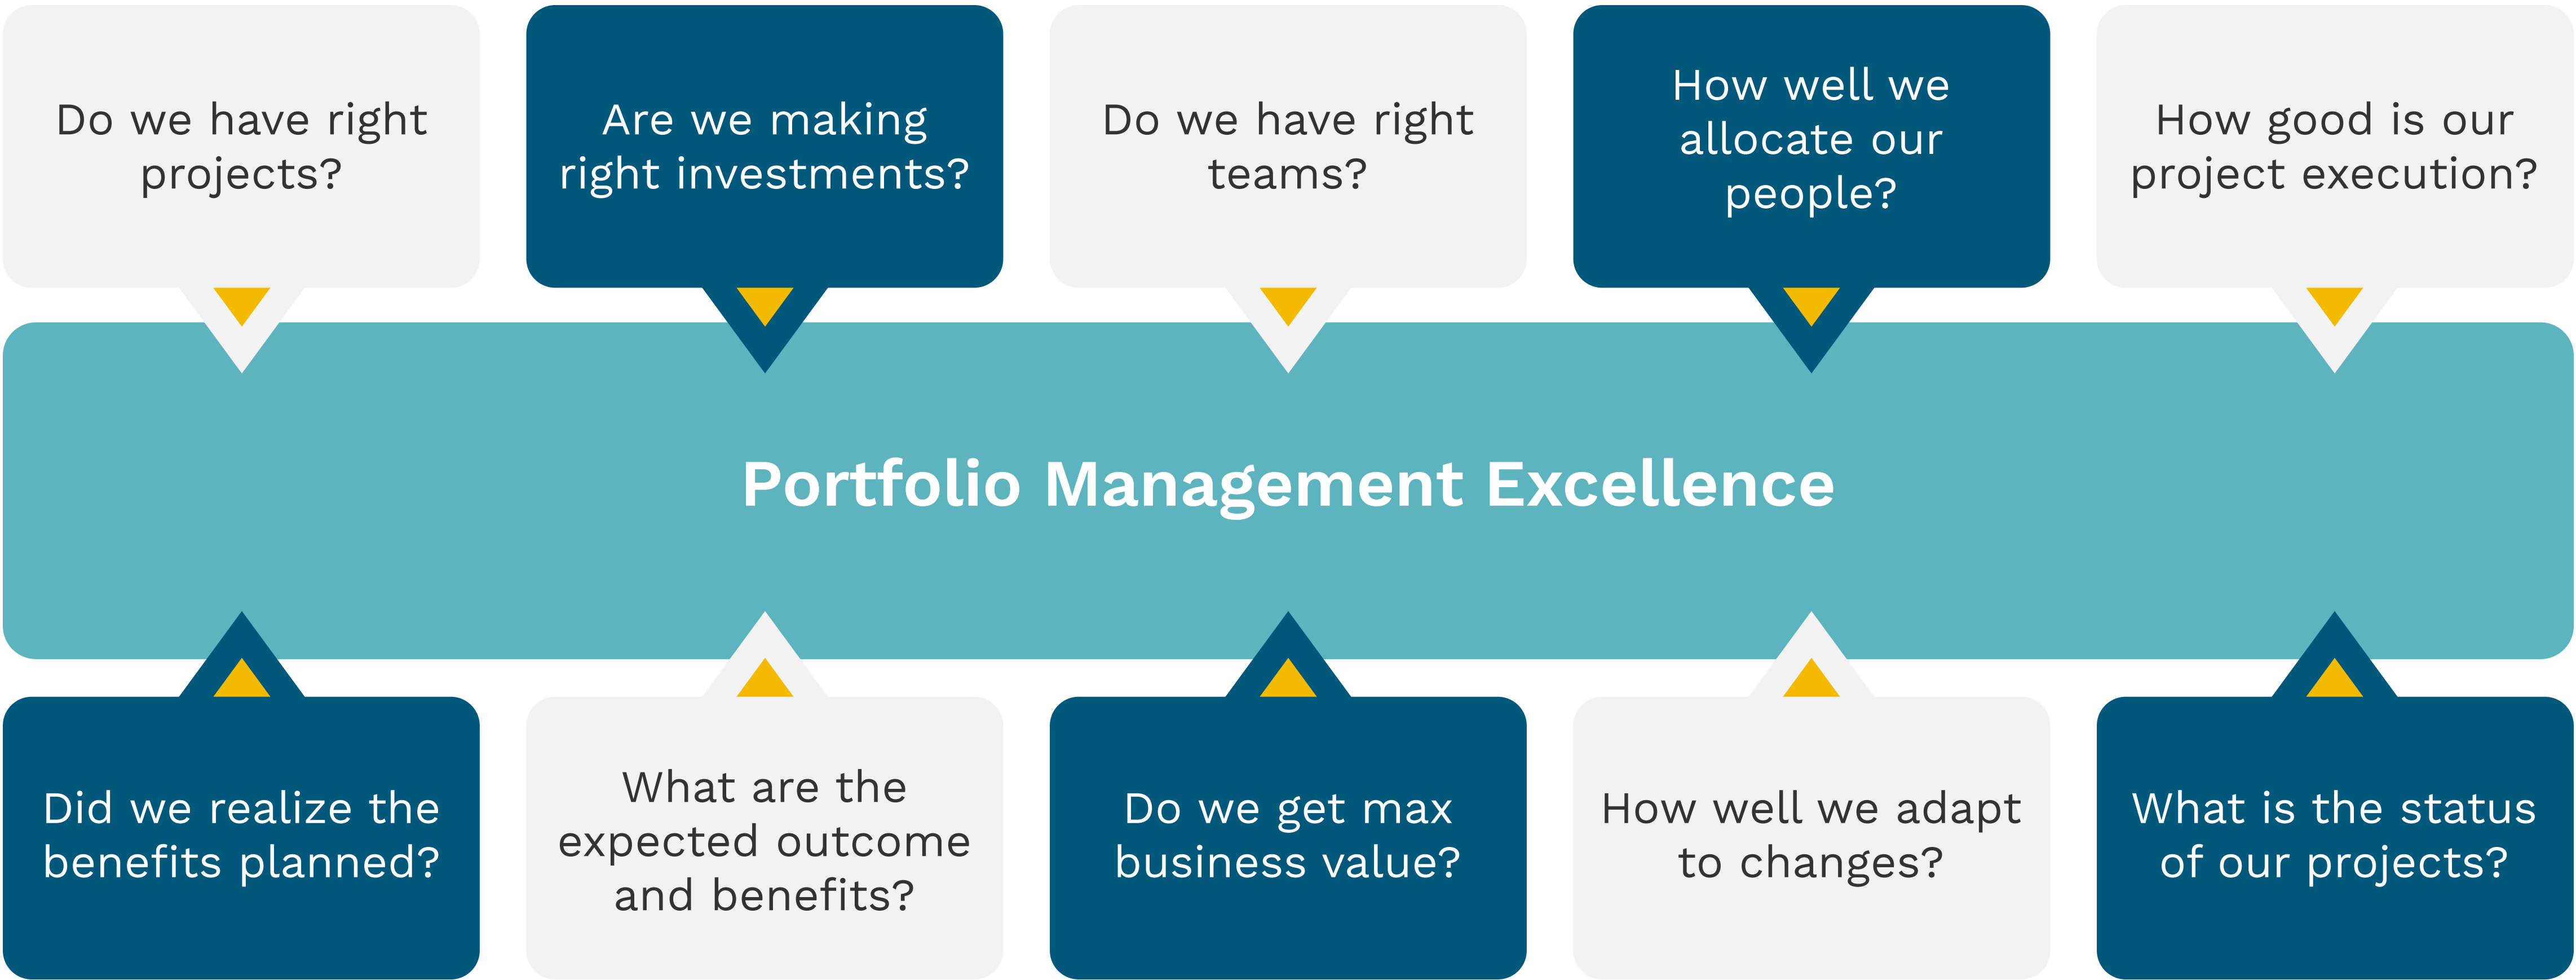 Do we have right
projects?
Are we making
right investments?
Do we have right
teams?
How well we
allocate our
people?
How good is our
project execution?
Portfolio Management Excellence
Did we realize the
benefits planned?
What are the
expected outcome
and benefits?
Do we get max
business value?
How well we adapt
to changes?
What is the status
of our projects?